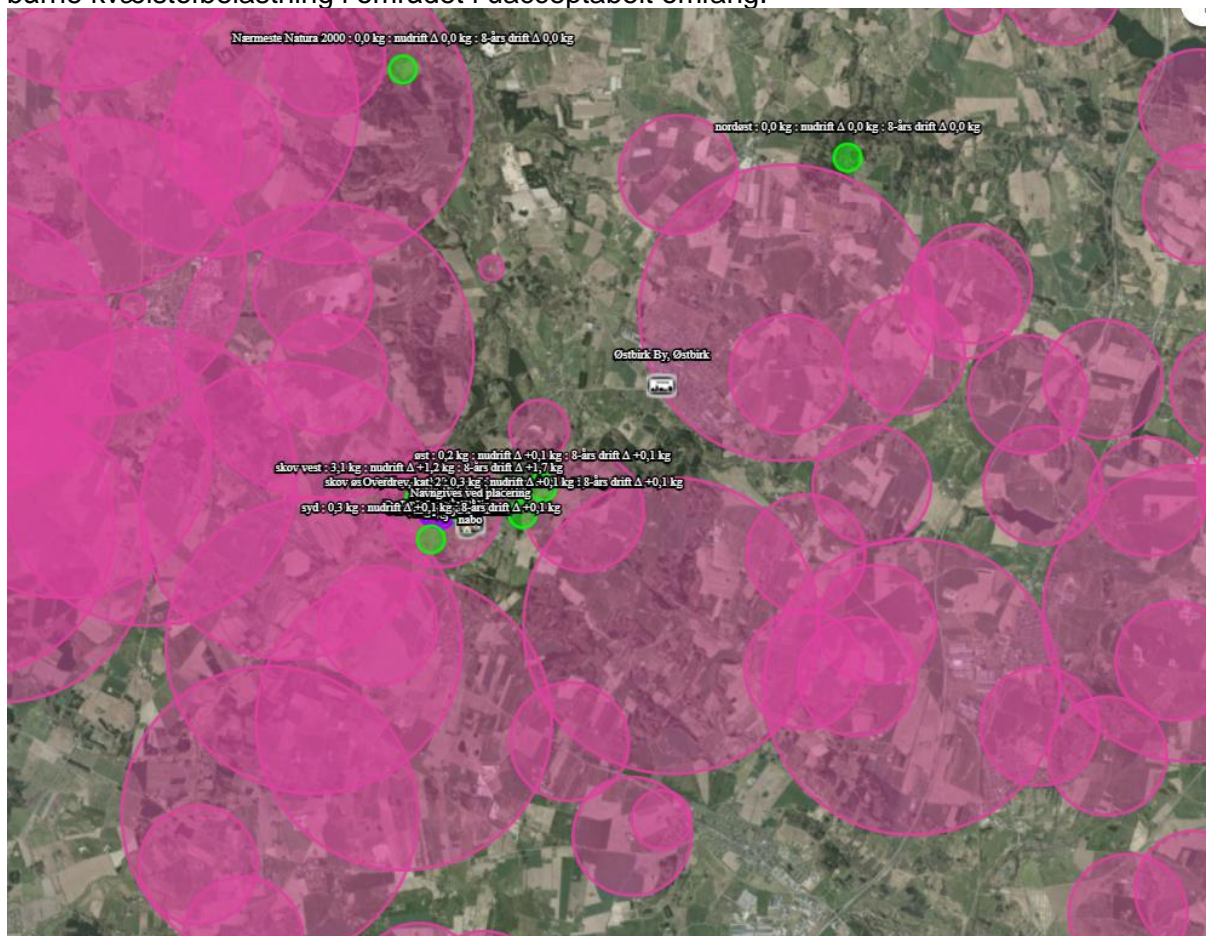 barne kvælstofbelastning i området i uacceptabelt omfang.
Nærmeste Natura 2000 : 0,0 kg : nudrift Δ 0,0 kg : 8-års drift Δ 0,0 kg
nordøst : 0,0 kg : nudrift Δ 0,0 kg : 8-års drift Δ 0,0 kg
Østbirk By, Østbirk
øst : 0,2 kg : nudrift Δ +0,1 kg : 8-års drift Δ +0,1 kg
skov vest : 3,1 kg : nudrift Δ +1,2 kg : 8-års drift Δ +1,7 kg
skov øs Overdrev, kat. 2 : 0,3 kg : nudrift Δ +0,1 kg : 8-års drift Δ +0,1 kg
Navngives ved placering
syd : 0,3 kg : nudrift Δ +0,1 kg : 8-års drift Δ +0,1 kg
nabo